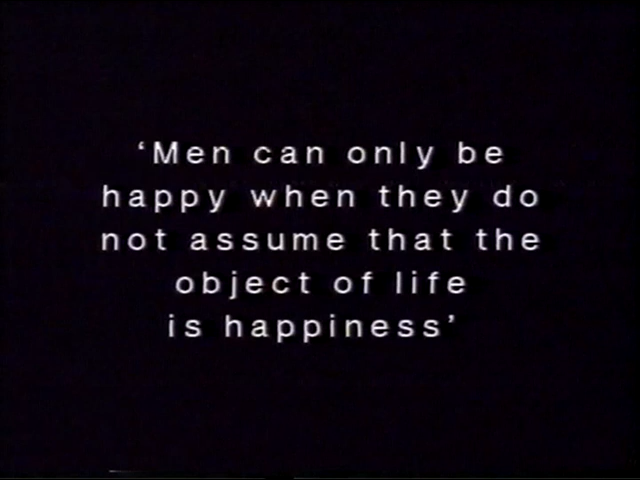 ‘Men can only be
happy when they do
not assume that the
object of life
is happiness’